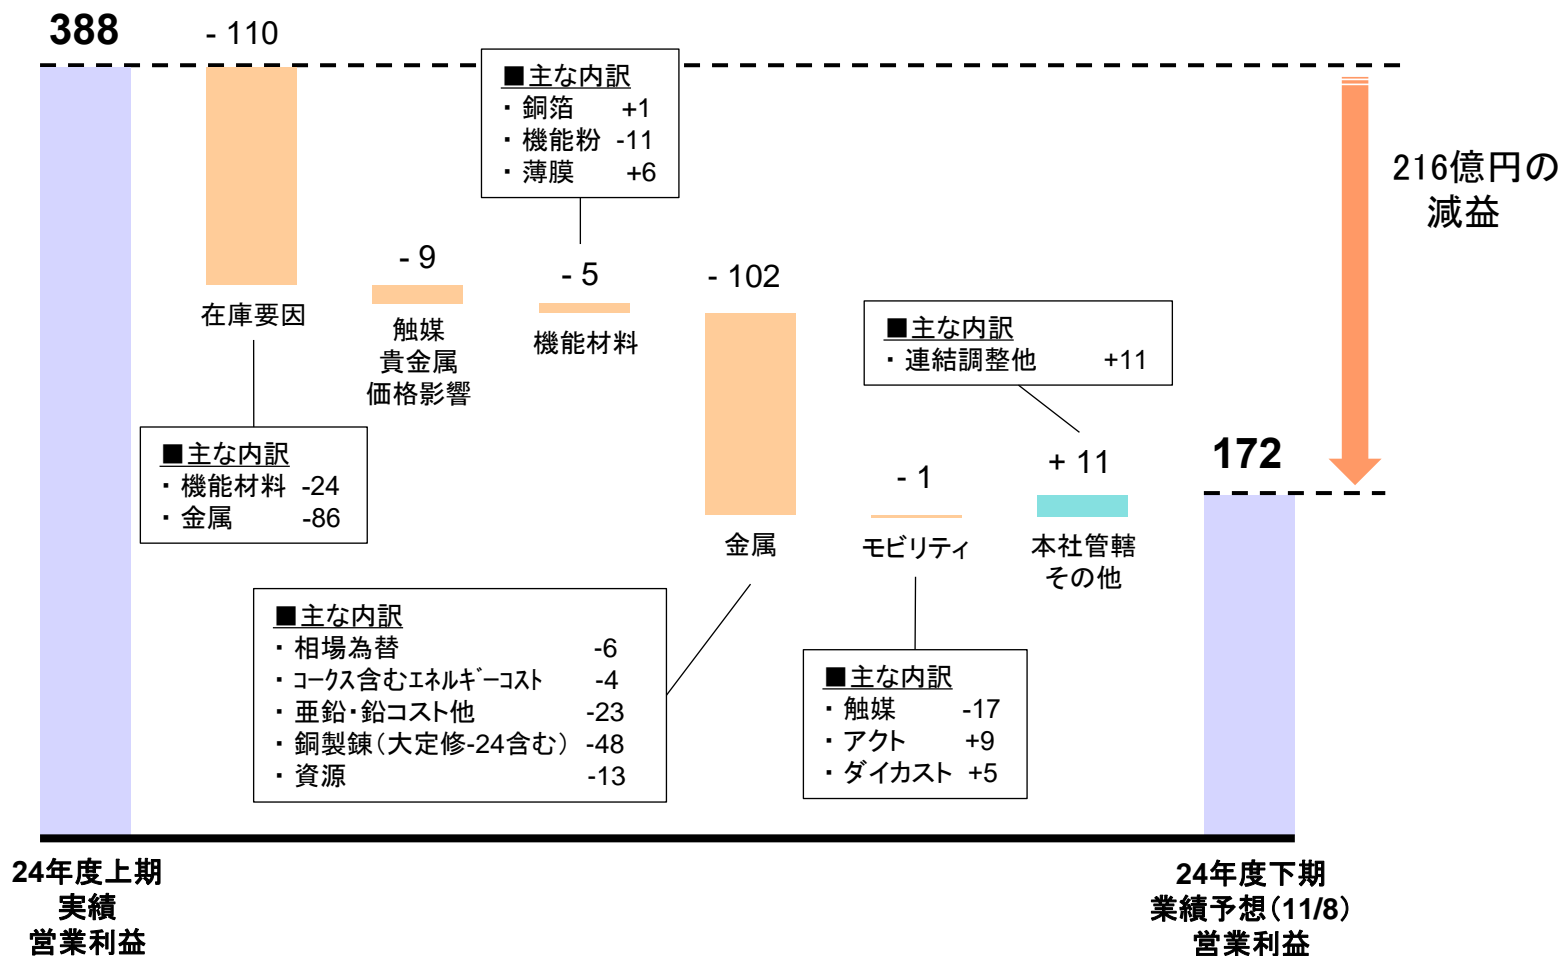 388
- 110
■主な内訳
・ 銅箔 +1
・ 機能粉 -11
・ 薄膜 +6
216億円の
減益
- 9
- 5
- 102
在庫要因
触媒
貴金属
価格影響
機能材料
■主な内訳
・ 連結調整他 +11
■主な内訳
・ 機能材料 -24
・ 金属 -86
- 1
+ 11
172
金属
モビリティ
本社管轄
その他
■主な内訳
・ 相場為替 -6
・ コークス含むエネルギーコスト -4
・ 亜鉛・鉛コスト他 -23
・ 銅製錬(大定修-24含む) -48
・ 資源 -13
■主な内訳
・ 触媒 -17
・ アクト +9
・ ダイカスト +5
24年度上期
実績
営業利益
24年度下期
業績予想(11/8)
営業利益